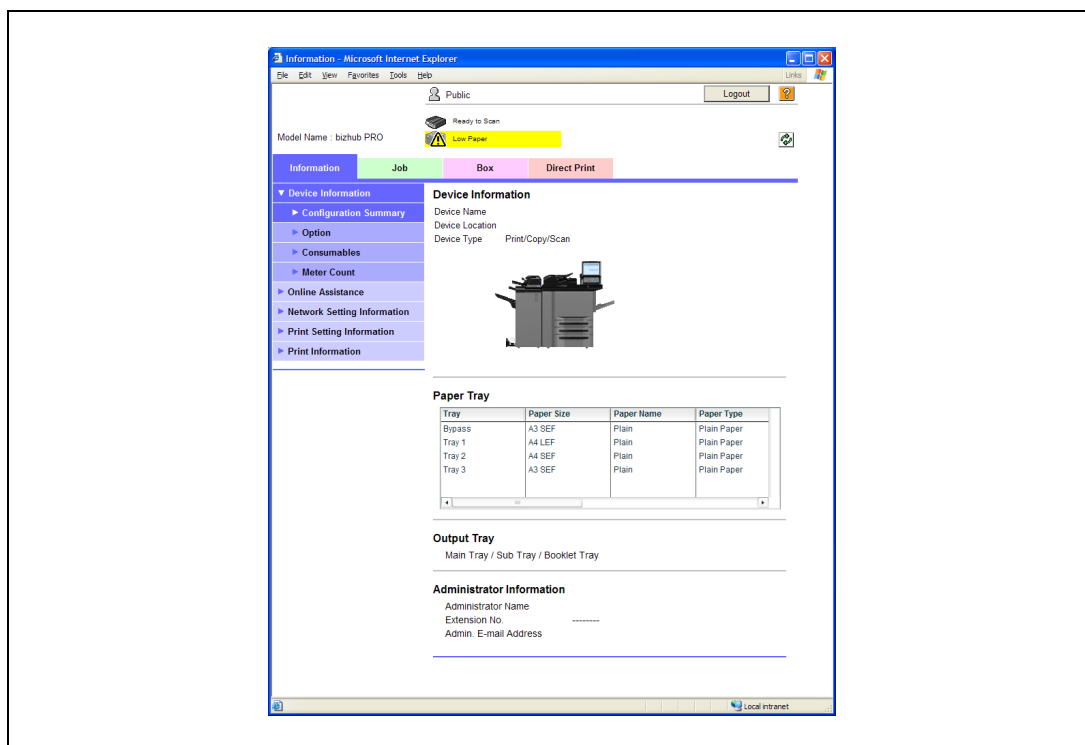 Information - Microsoft Internet Explorer
File Edit View Favorites Tools Help Links
Public Logout ?
Ready to Scan
Model Name : bizhub PRO Low Paper
Information Job Box Direct Print
Device Information
Configuration Summary
Option
Consumables
Meter Count
Online Assistance
Network Setting Information
Print Setting Information
Print Information
Device Information
Device Name
Device Location
Device Type Print/Copy/Scan
Paper Tray
Tray Paper Size Paper Name Paper Type
Bypass A3 SEF Plain Plain Paper
Tray 1 A4 LEF Plain Plain Paper
Tray 2 A4 SEF Plain Plain Paper
Tray 3 A3 SEF Plain Plain Paper
Output Tray
Main Tray / Sub Tray / Booklet Tray
Administrator Information
Administrator Name
Extension No. --------
Admin. E-mail Address
Local intranet